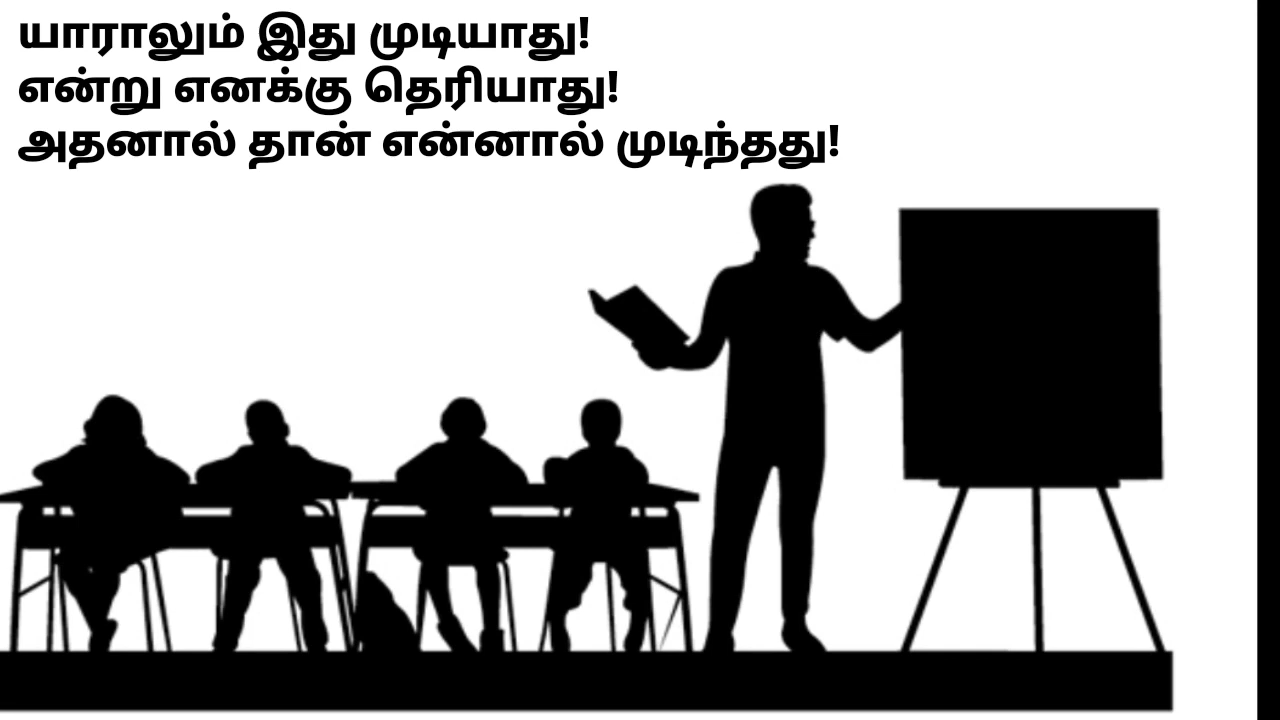 யாராலும் இது முடியாது!
என்று எனக்கு தெரியாது!
அதனால் தான் என்னால் முடிந்தது!